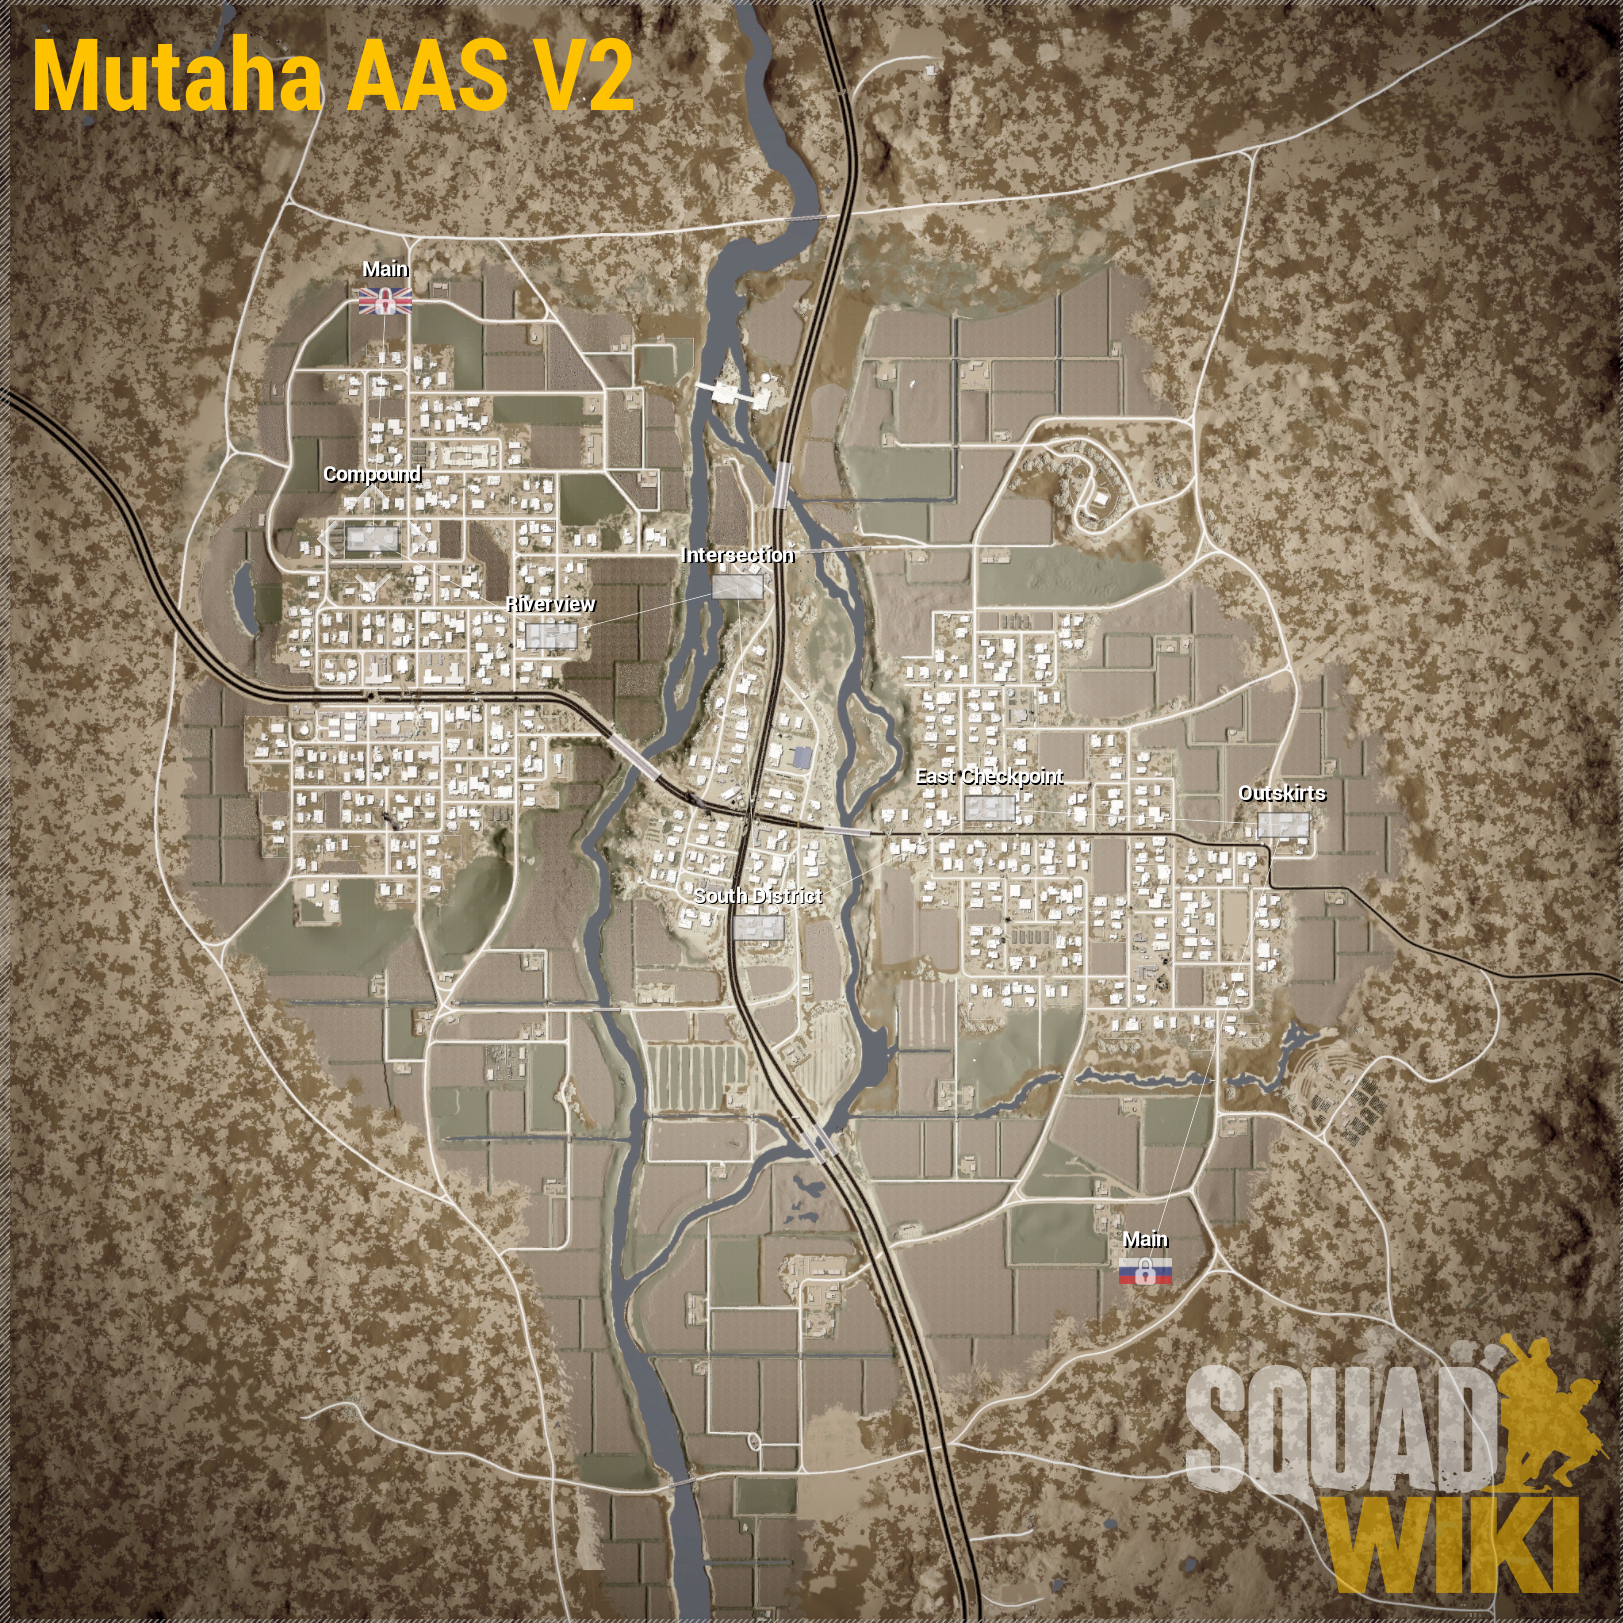 Mutaha AAS V2
Main
Compound
Intersection
Riverview
East Checkpoint
Outskirts
South District
Main
SQUAD
WIKI